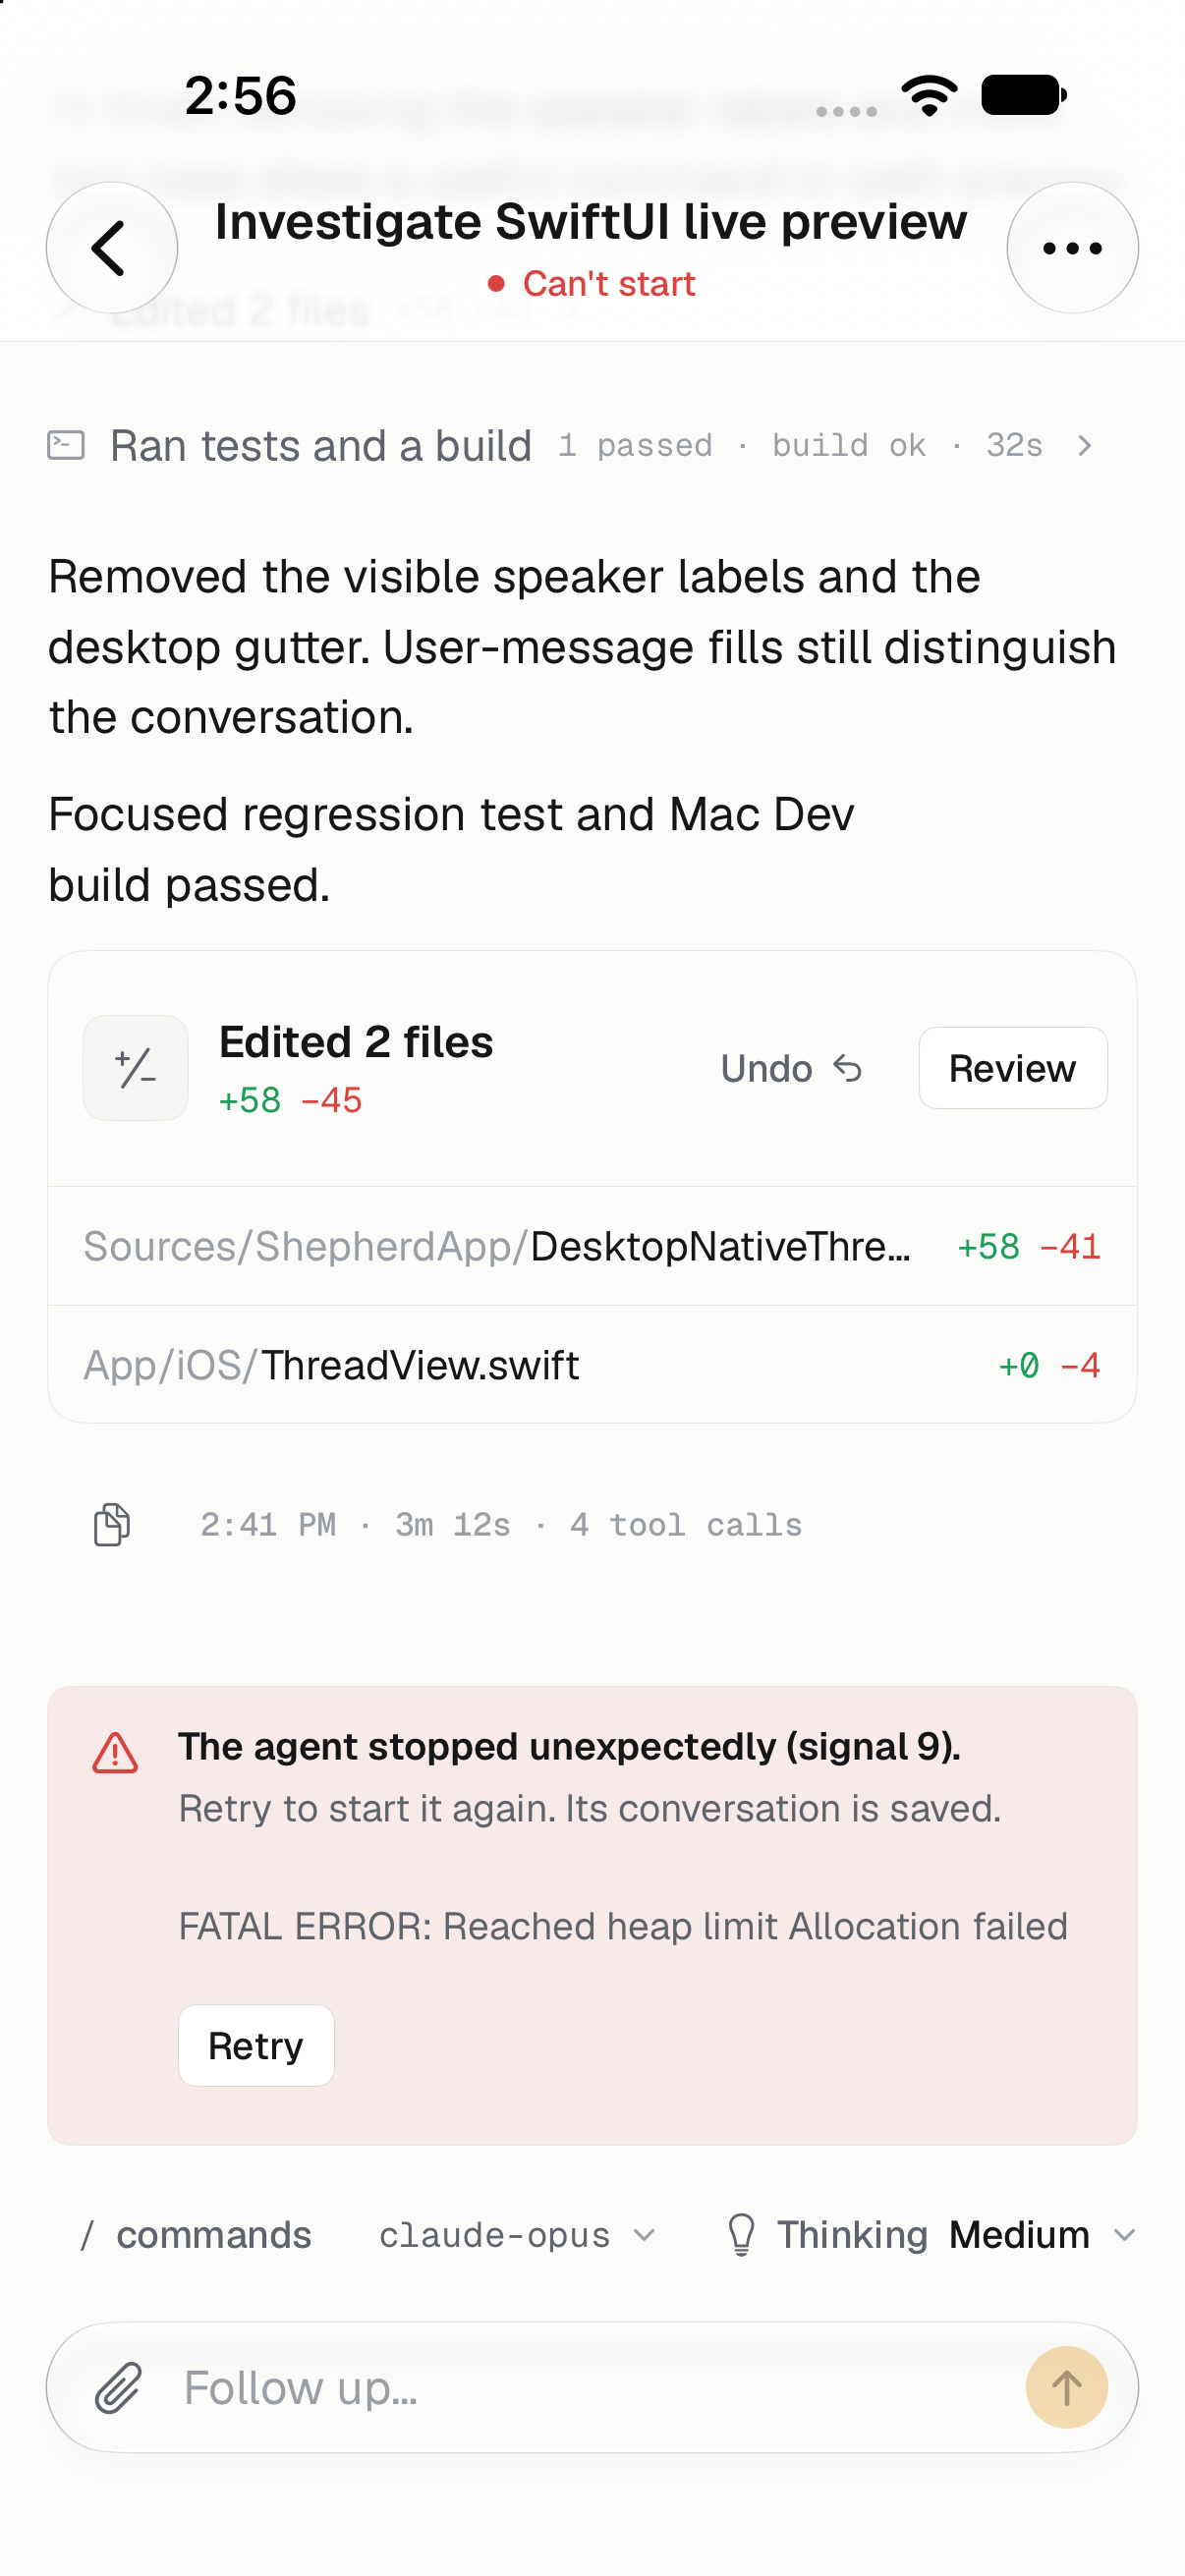 2:56
Investigate SwiftUI live preview
Can't start
Edited 2 files +58 -45
Ran tests and a build 1 passed · build ok · 32s
Removed the visible speaker labels and the
desktop gutter. User-message fills still distinguish
the conversation.
Focused regression test and Mac Dev
build passed.
Edited 2 files
+58 −45
Undo
Review
Sources/ShepherdApp/DesktopNativeThre... +58 −41
App/iOS/ThreadView.swift +0 −4
2:41 PM · 3m 12s · 4 tool calls
The agent stopped unexpectedly (signal 9).
Retry to start it again. Its conversation is saved.
FATAL ERROR: Reached heap limit Allocation failed
Retry
/ commands claude-opus Thinking Medium
Follow up...